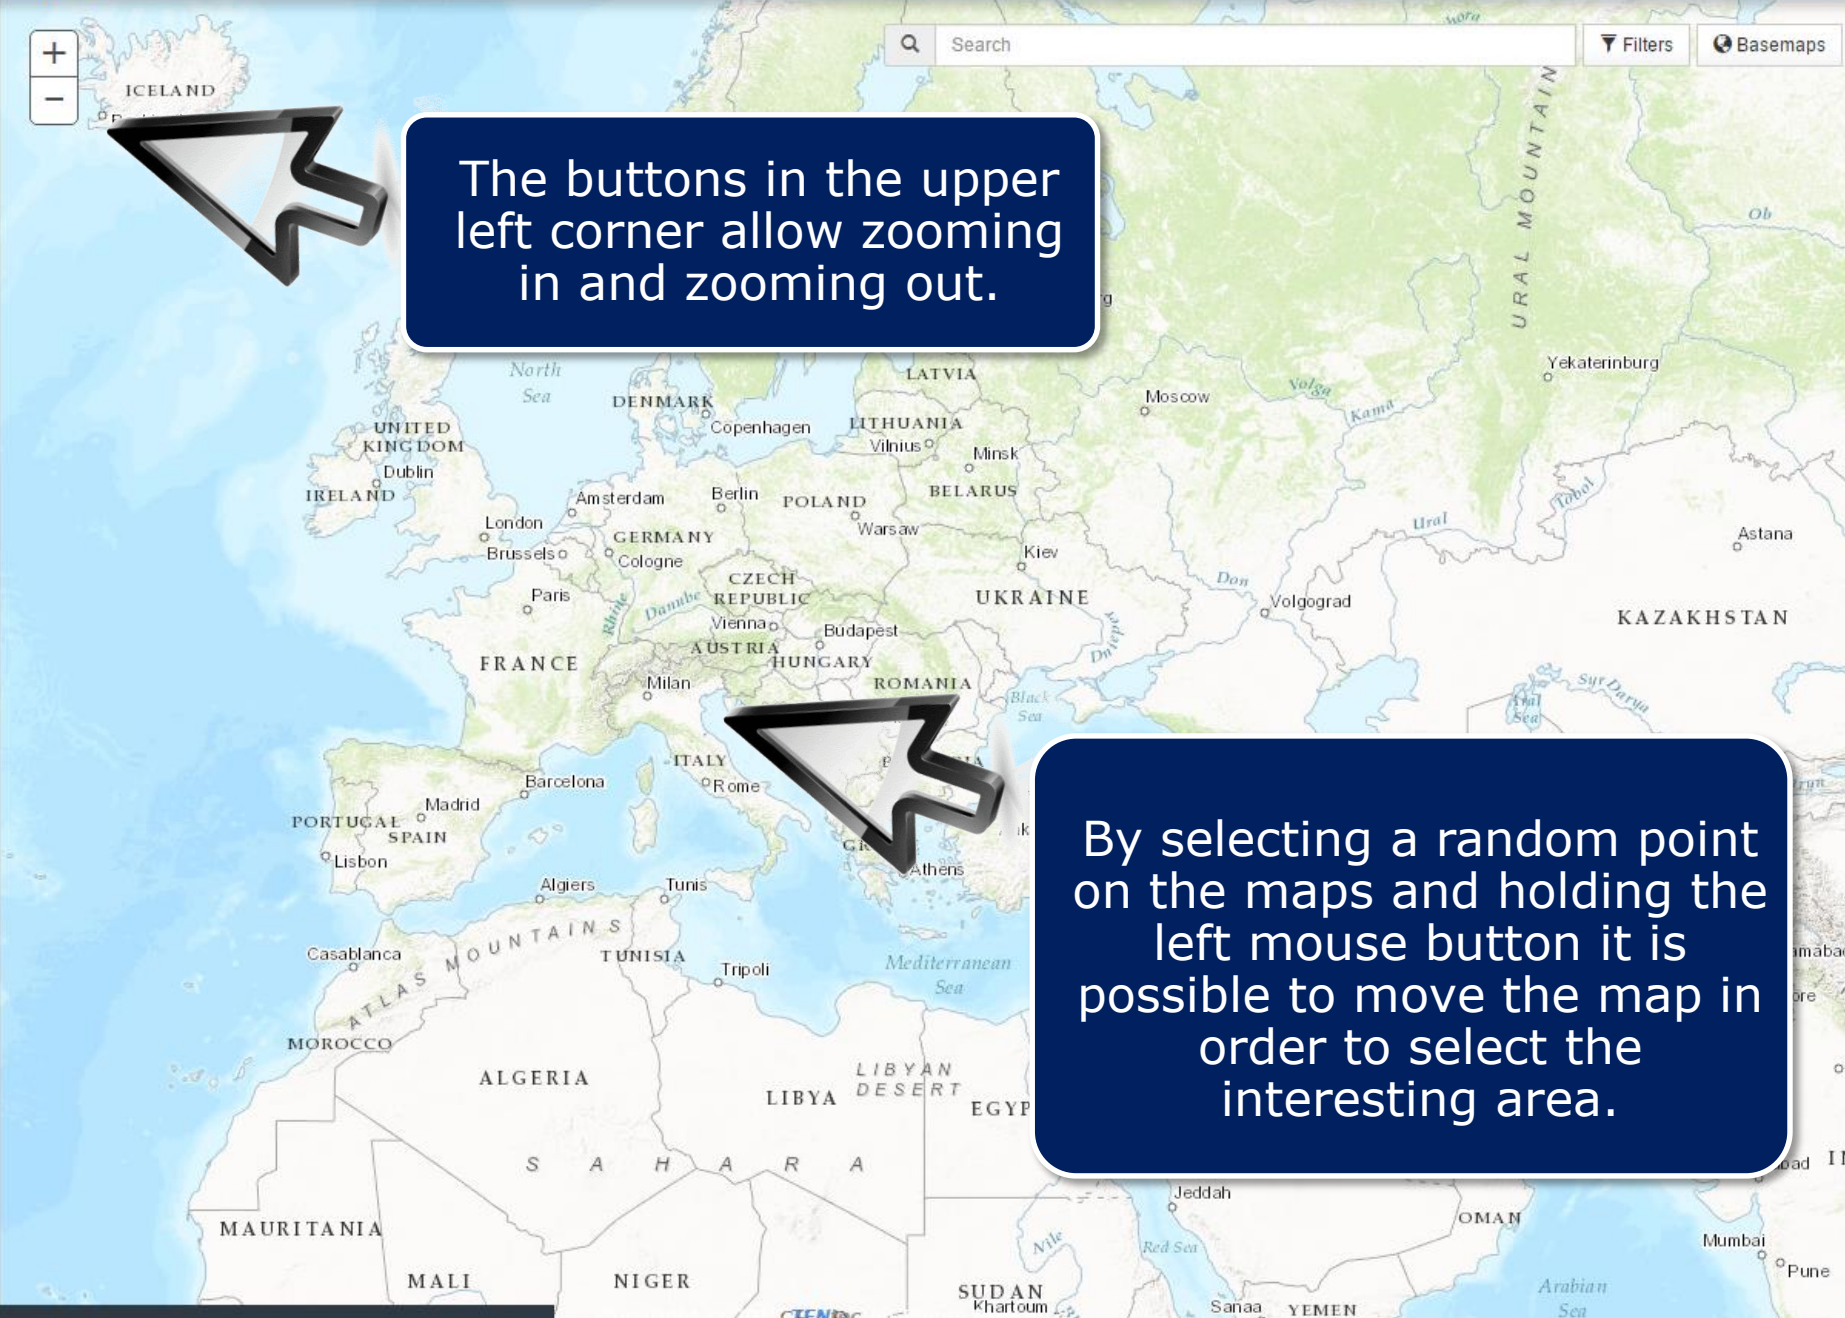 +
−
Search
Filters
Basemaps
ICELAND
The buttons in the upper
left corner allow zooming
in and zooming out.
URAL MOUNTAIN
Ob
North
Sea
LATVIA
Yekaterinburg
DENMARK
Moscow
Volga
Kama
Copenhagen
LITHUANIA
UNITED
KINGDOM
Vilnius
Minsk
Dublin
IRELAND
Amsterdam
Berlin
POLAND
BELARUS
Tobol
London
Warsaw
Ural
Astana
GERMANY
Brussels
Cologne
Kiev
CZECH
REPUBLIC
Don
Paris
Rhine
Danube
UKRAINE
Volgograd
KAZAKHSTAN
Vienna
Budapest
Dnieper
AUSTRIA
HUNGARY
FRANCE
Milan
ROMANIA
Syr Darya
Black
Sea
Aral
Sea
ITALY
Barcelona
Rome
Madrid
PORTUGAL
SPAIN
Lisbon
Athens
Algiers
Tunis
By selecting a random point
on the maps and holding the
left mouse button it is
possible to move the map in
order to select the
interesting area.
ATLAS MOUNTAINS
Casablanca
TUNISIA
Tripoli
Mediterranean
Sea
MOROCCO
ALGERIA
LIBYA
LIBYAN
DESERT
EGYP
SAHARA
Jeddah
MAURITANIA
OMAN
Nile
Red Sea
Mumbai
Pune
MALI
NIGER
SUDAN
Khartoum
Sanaa
YEMEN
Arabian
Sea